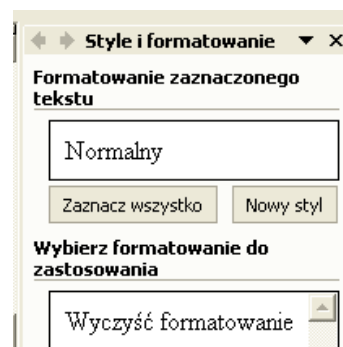 Style i formatowanie
Formatowanie zaznaczonego
tekstu
Normalny
Zaznacz wszystko Nowy styl
Wybierz formatowanie do
zastosowania
Wyczyść formatowanie